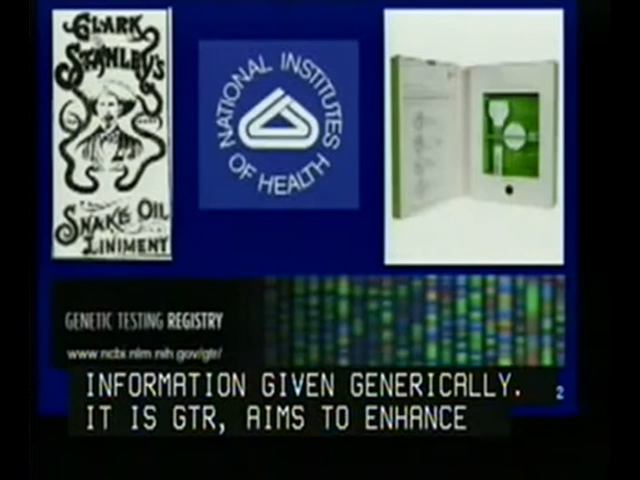 CLARK
STANLEY'S
SNAKE OIL
LINIMENT
NATIONAL INSTITUTES
OF HEALTH
GENETIC TESTING REGISTRY
www.ncbi.nlm.nih.gov/gtr/
INFORMATION GIVEN GENERICALLY.
IT IS GTR, AIMS TO ENHANCE
2